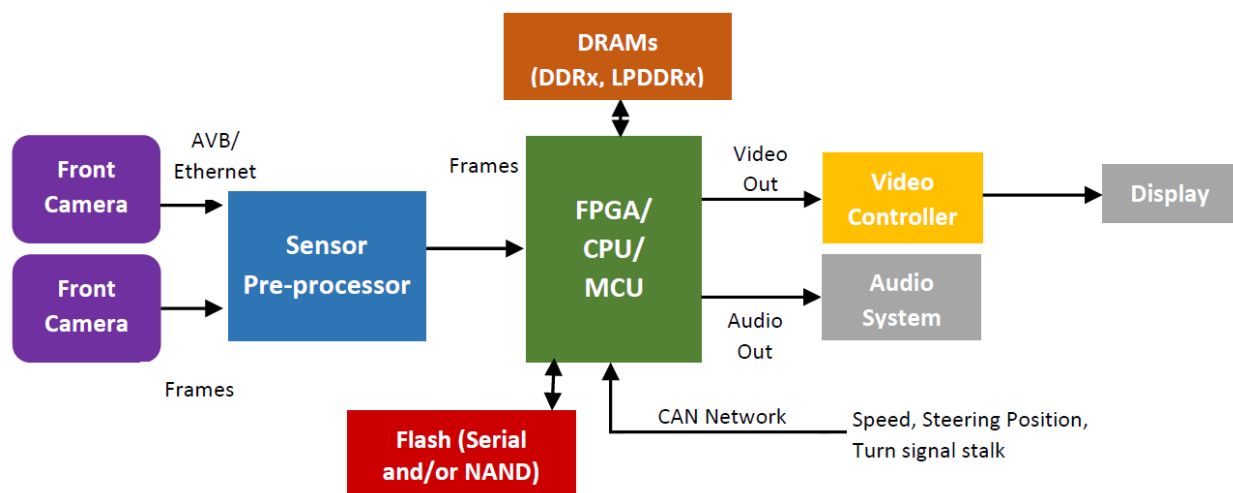 DRAMs
(DDRx, LPDDRx)
Front
Camera
AVB/
Ethernet
Sensor
Pre-processor
Front
Camera
Frames
Frames
FPGA/
CPU/
MCU
Video
Out
Video
Controller
Display
Audio
Out
Audio
System
Flash (Serial
and/or NAND)
CAN Network
Speed, Steering Position,
Turn signal stalk